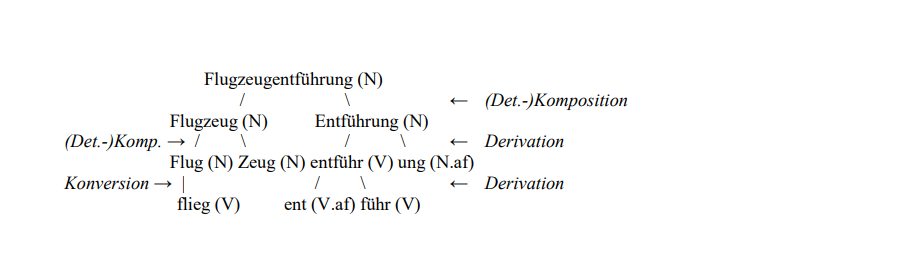 Flugzeugentführung (N)
/ \ ← (Det.-)Komposition
Flugzeug (N) Entführung (N)
(Det.-)Komp. → / \ / \ ← Derivation
Flug (N) Zeug (N) entführ (V) ung (N.af)
Konversion → | / \ ← Derivation
flieg (V) ent (V.af) führ (V)